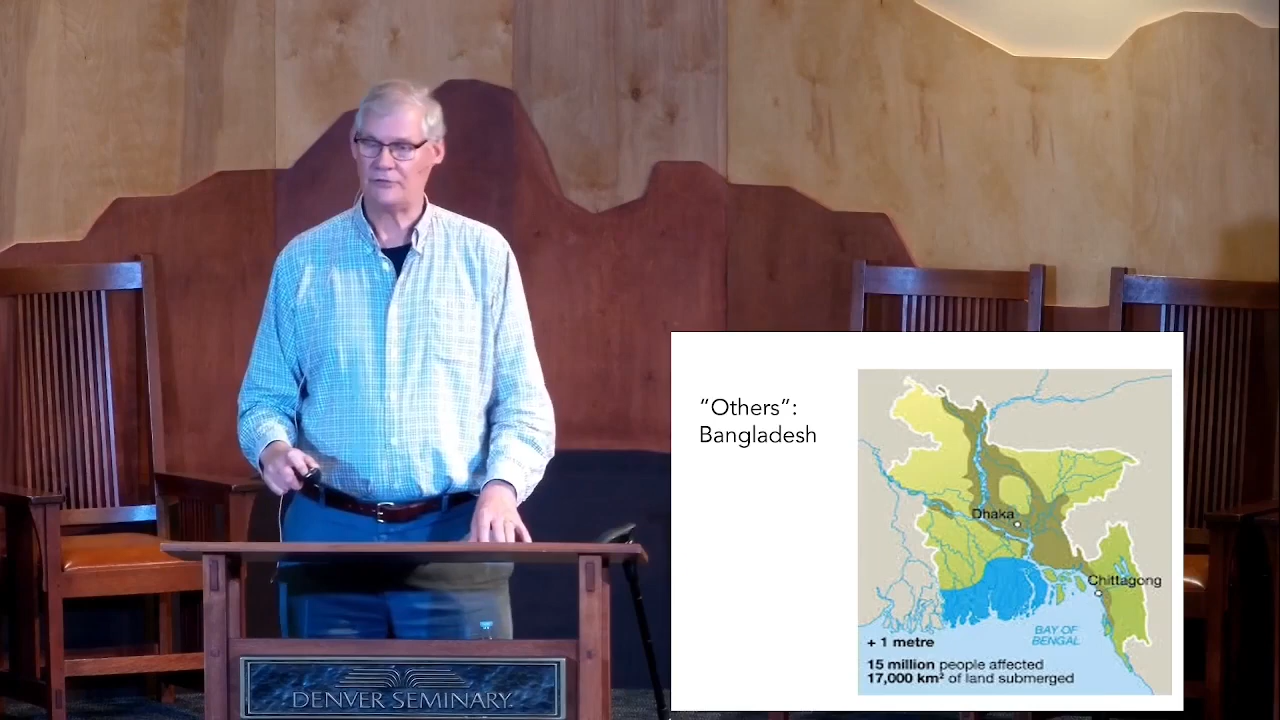 “Others”:
Bangladesh
Dhaka
Chittagong
BAY OF
BENGAL
+ 1 metre
15 million people affected
17,000 km² of land submerged
DENVER SEMINARY